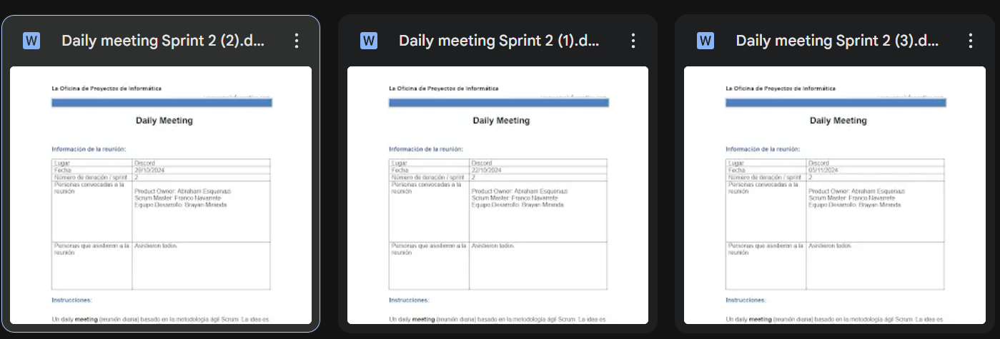 W Daily meeting Sprint 2 (2).d...
La Oficina de Proyectos de Informática
Daily Meeting
Información de la reunión:
Lugar Discord
Fecha 29/10/2024
Número de iteración / sprint 2
Personas convocadas a la reunión
Product Owner: Abraham Esquenazi
Scrum Master: Franco Navarrete
Equipo Desarrollo: Brayan Miranda
Personas que asistieron a la reunión Asistieron todos.
Instrucciones:
Un daily meeting (reunión diaria) basado en la metodología ágil Scrum. La idea es
W Daily meeting Sprint 2 (1).d...
La Oficina de Proyectos de Informática
Daily Meeting
Información de la reunión:
Lugar Discord
Fecha 22/10/2024
Número de iteración / sprint 2
Personas convocadas a la reunión
Product Owner: Abraham Esquenazi
Scrum Master: Franco Navarrete
Equipo Desarrollo: Brayan Miranda
Personas que asistieron a la reunión Asistieron todos.
Instrucciones:
Un daily meeting (reunión diaria) basado en la metodología ágil Scrum. La idea es
W Daily meeting Sprint 2 (3).d...
La Oficina de Proyectos de Informática
Daily Meeting
Información de la reunión:
Lugar Discord
Fecha 05/11/2024
Número de iteración / sprint 2
Personas convocadas a la reunión
Product Owner: Abraham Esquenazi
Scrum Master: Franco Navarrete
Equipo Desarrollo: Brayan Miranda
Personas que asistieron a la reunión Asistieron todos.
Instrucciones:
Un daily meeting (reunión diaria) basado en la metodología ágil Scrum. La idea es